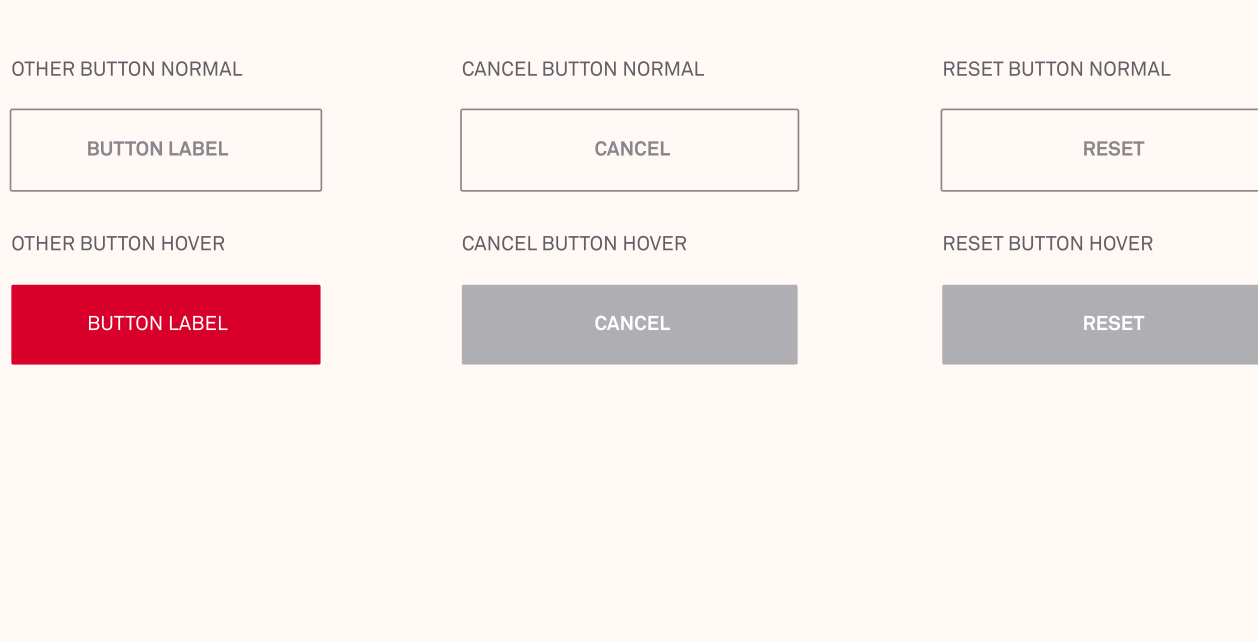 OTHER BUTTON NORMAL
BUTTON LABEL
OTHER BUTTON HOVER
BUTTON LABEL
CANCEL BUTTON NORMAL
CANCEL
CANCEL BUTTON HOVER
CANCEL
RESET BUTTON NORMAL
RESET
RESET BUTTON HOVER
RESET